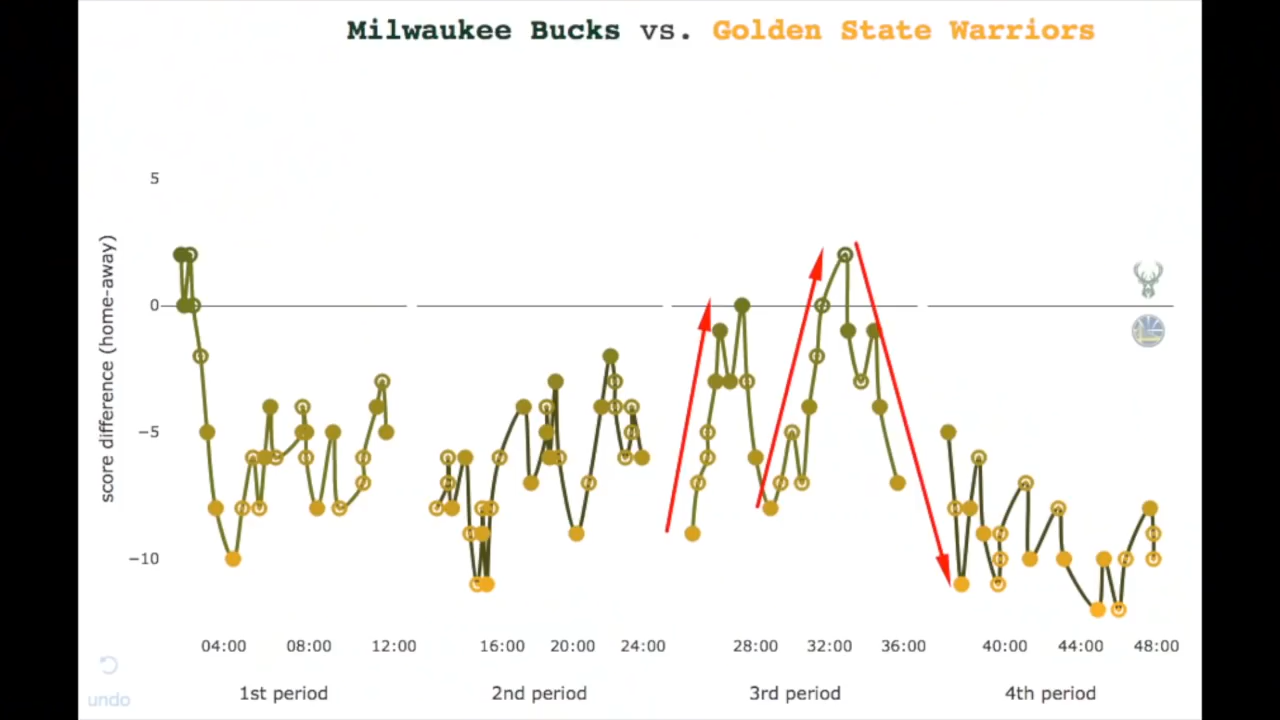 Milwaukee Bucks vs. Golden State Warriors
5
0
−5
−10
score difference (home-away)
04:00 08:00 12:00 16:00 20:00 24:00 28:00 32:00 36:00 40:00 44:00 48:00
undo
1st period 2nd period 3rd period 4th period